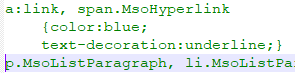 a:link, span.MsoHyperlink
{color:blue;
text-decoration:underline;}
p.MsoListParagraph, li.MsoListPar